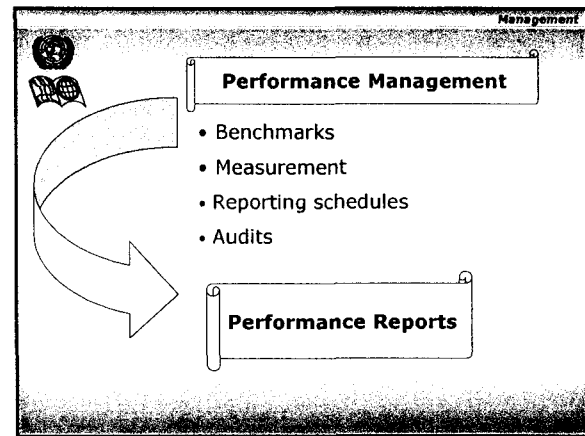 Management
Performance Management
• Benchmarks
• Measurement
• Reporting schedules
• Audits
Performance Reports